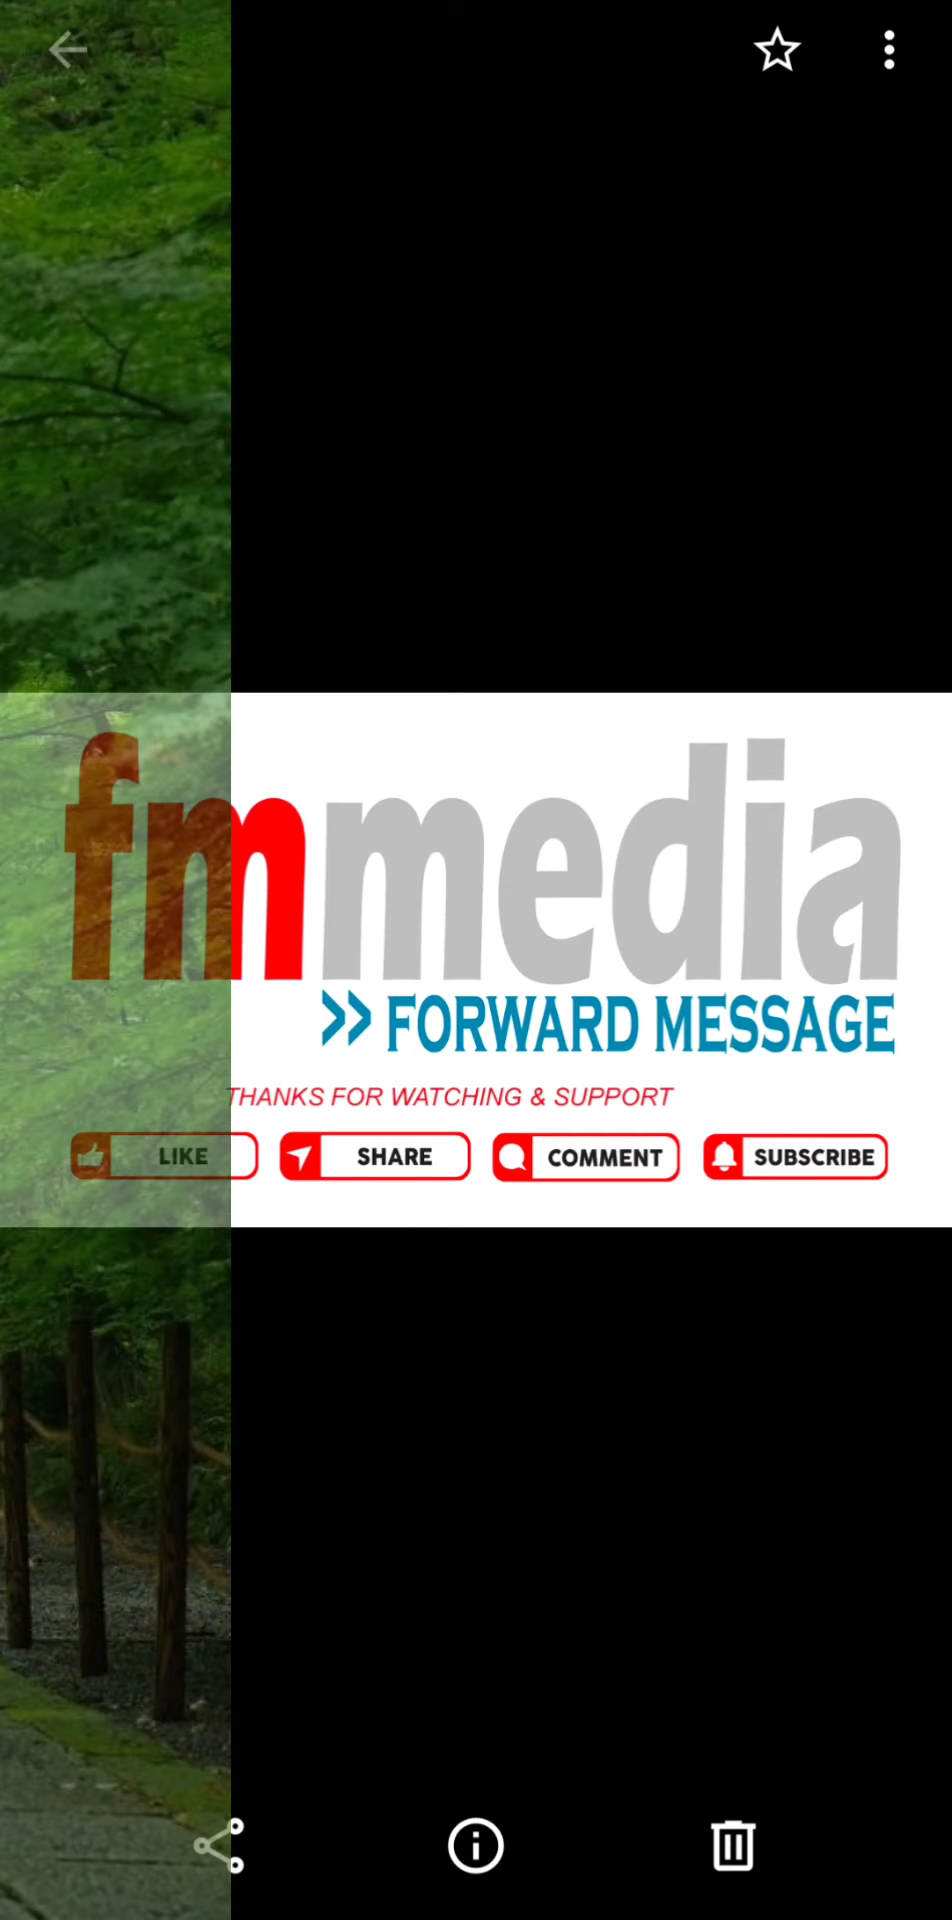 fmmedia
>> FORWARD MESSAGE
THANKS FOR WATCHING & SUPPORT
LIKE SHARE COMMENT SUBSCRIBE